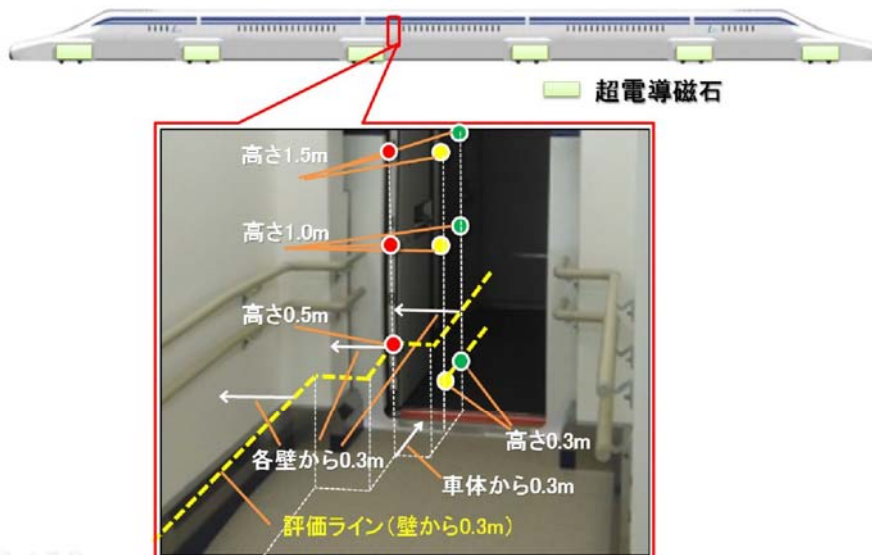 超電導磁石
高さ1.5m
高さ1.0m
高さ0.5m
高さ0.3m
各壁から0.3m
車体から0.3m
評価ライン(壁から0.3m)